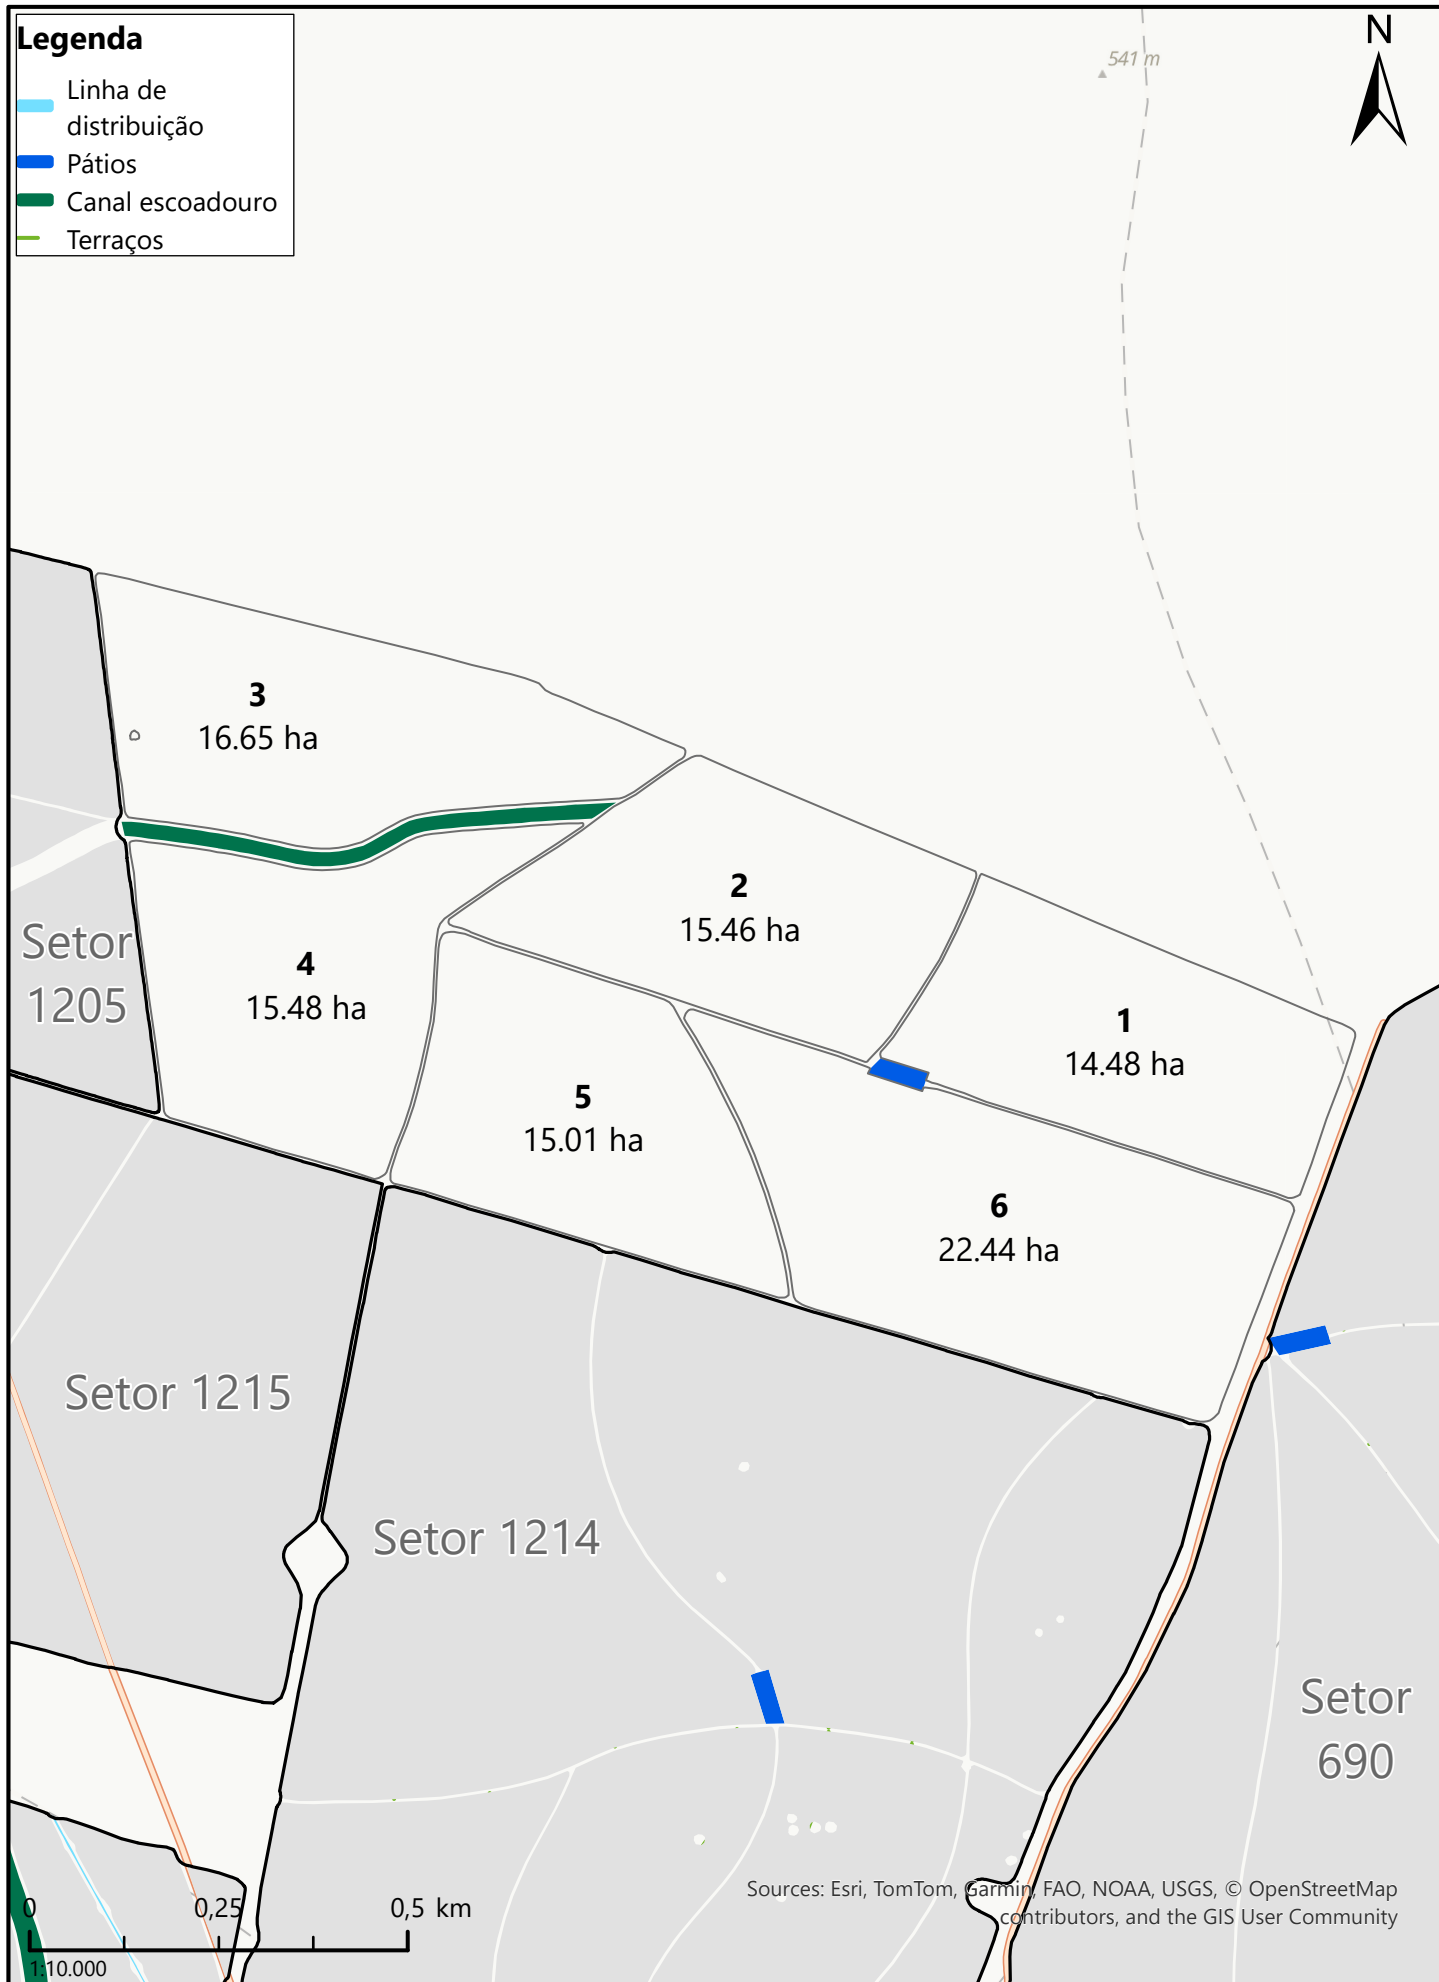 Legenda
Linha de
distribuição
Pátios
Canal escoadouro
Terraços
541 m
N
3
16.65 ha
2
15.46 ha
Setor
1205
4
15.48 ha
1
14.48 ha
5
15.01 ha
6
22.44 ha
Setor 1215
Setor 1214
Setor
690
Sources: Esri, TomTom, Garmin, FAO, NOAA, USGS, © OpenStreetMap
contributors, and the GIS User Community
0 0,25 0,5 km
1:10.000